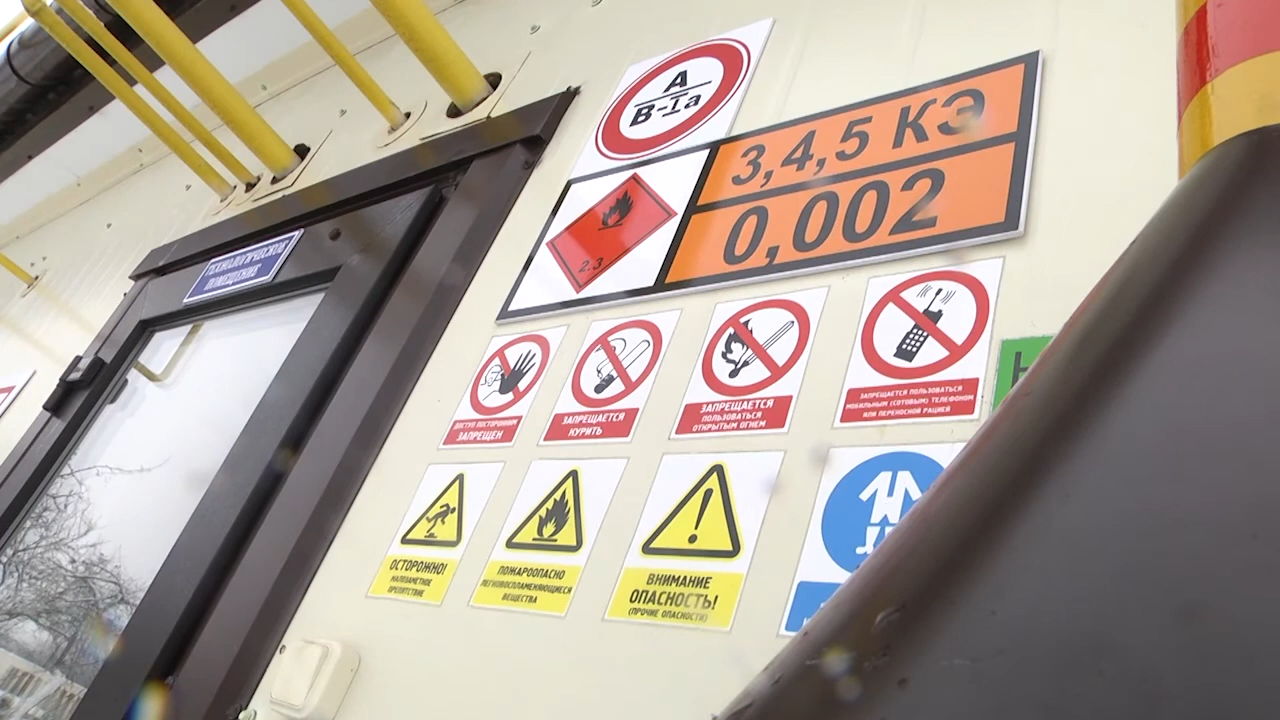 А
В-Iа
3,4,5 КЭ
0,002
2.3
ТЕХНОЛОГИЧЕСКОЕ
ПОМЕЩЕНИЕ
ДОСТУП ПОСТОРОННИМ
ЗАПРЕЩЕН
ЗАПРЕЩАЕТСЯ
КУРИТЬ
ЗАПРЕЩАЕТСЯ
ПОЛЬЗОВАТЬСЯ
ОТКРЫТЫМ ОГНЕМ
ЗАПРЕЩАЕТСЯ ПОЛЬЗОВАТЬСЯ
МОБИЛЬНЫМ (СОТОВЫМ) ТЕЛЕФОНОМ
ИЛИ ПЕРЕНОСНОЙ РАЦИЕЙ
ОСТОРОЖНО!
МАЛОЗАМЕТНОЕ
ПРЕПЯТСТВИЕ
ПОЖАРООПАСНО
ЛЕГКОВОСПЛАМЕНЯЮЩИЕСЯ
ВЕЩЕСТВА
ВНИМАНИЕ
ОПАСНОСТЬ!
(ПРОЧИЕ ОПАСНОСТИ)